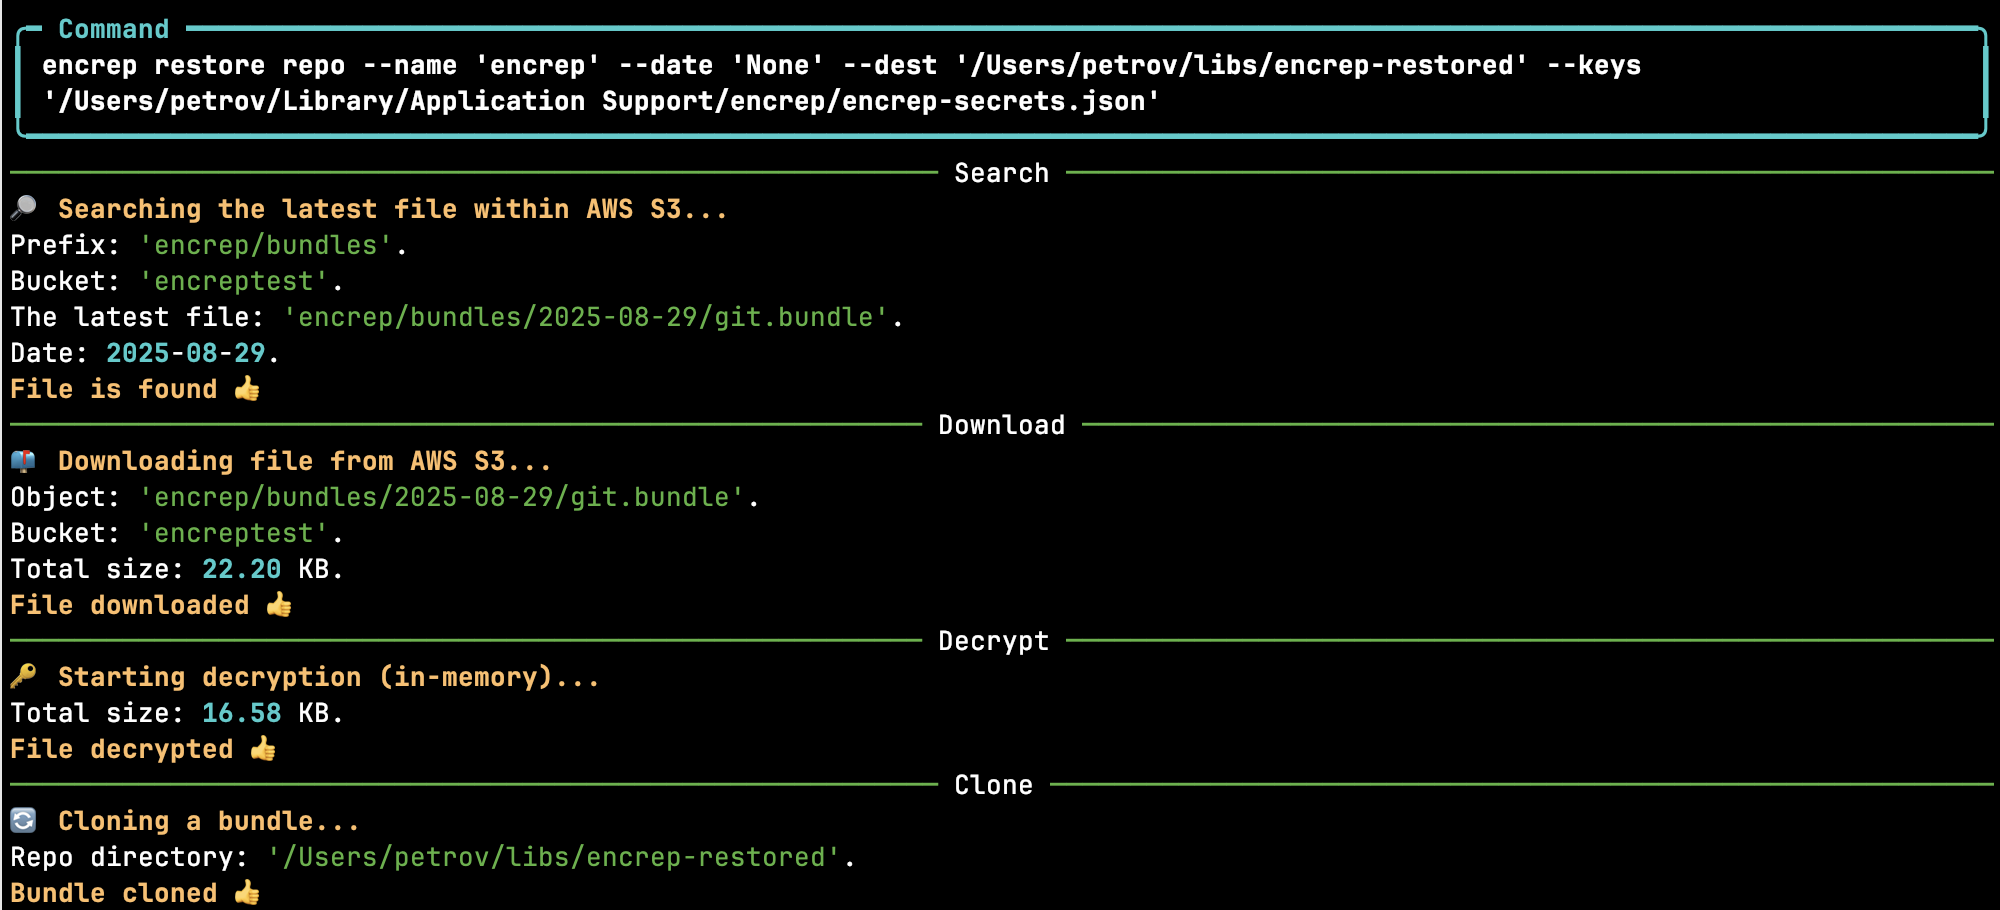 Command
encrep restore repo --name 'encrep' --date 'None' --dest '/Users/petrov/libs/encrep-restored' --keys
'/Users/petrov/Library/Application Support/encrep/encrep-secrets.json'
Search
Searching the latest file within AWS S3...
Prefix: 'encrep/bundles'.
Bucket: 'encreptest'.
The latest file: 'encrep/bundles/2025-08-29/git.bundle'.
Date: 2025-08-29.
File is found 👍
Download
Downloading file from AWS S3...
Object: 'encrep/bundles/2025-08-29/git.bundle'.
Bucket: 'encreptest'.
Total size: 22.20 KB.
File downloaded 👍
Decrypt
Starting decryption (in-memory)...
Total size: 16.58 KB.
File decrypted 👍
Clone
Cloning a bundle...
Repo directory: '/Users/petrov/libs/encrep-restored'.
Bundle cloned 👍